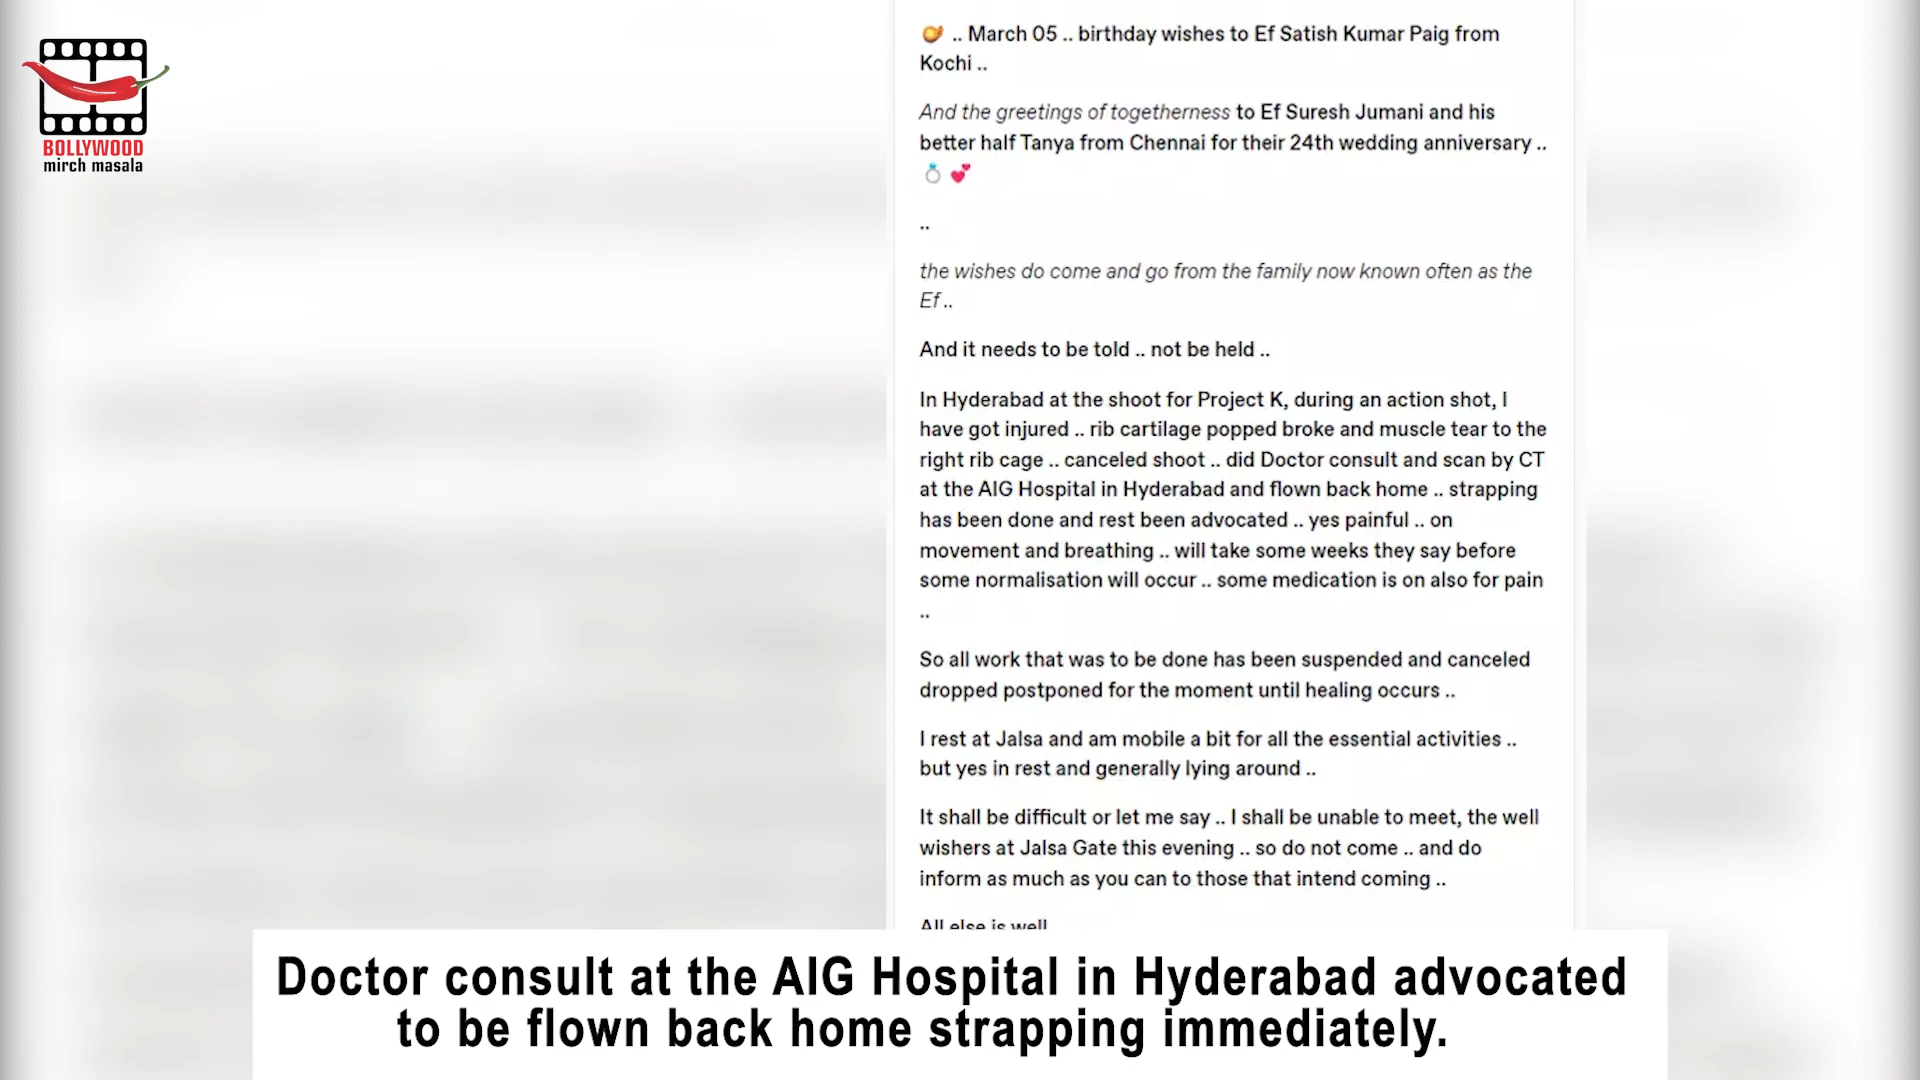 BOLLYWOOD
mirch masala
.. March 05 .. birthday wishes to Ef Satish Kumar Paig from
Kochi ..
And the greetings of togetherness to Ef Suresh Jumani and his
better half Tanya from Chennai for their 24th wedding anniversary ..
..
the wishes do come and go from the family now known often as the
Ef ..
And it needs to be told .. not be held ..
In Hyderabad at the shoot for Project K, during an action shot, I
have got injured .. rib cartilage popped broke and muscle tear to the
right rib cage .. canceled shoot .. did Doctor consult and scan by CT
at the AIG Hospital in Hyderabad and flown back home .. strapping
has been done and rest been advocated .. yes painful .. on
movement and breathing .. will take some weeks they say before
some normalisation will occur .. some medication is on also for pain
..
So all work that was to be done has been suspended and canceled
dropped postponed for the moment until healing occurs ..
I rest at Jalsa and am mobile a bit for all the essential activities ..
but yes in rest and generally lying around ..
It shall be difficult or let me say .. I shall be unable to meet, the well
wishers at Jalsa Gate this evening .. so do not come .. and do
inform as much as you can to those that intend coming ..
All else is well
Doctor consult at the AIG Hospital in Hyderabad advocated
to be flown back home strapping immediately.